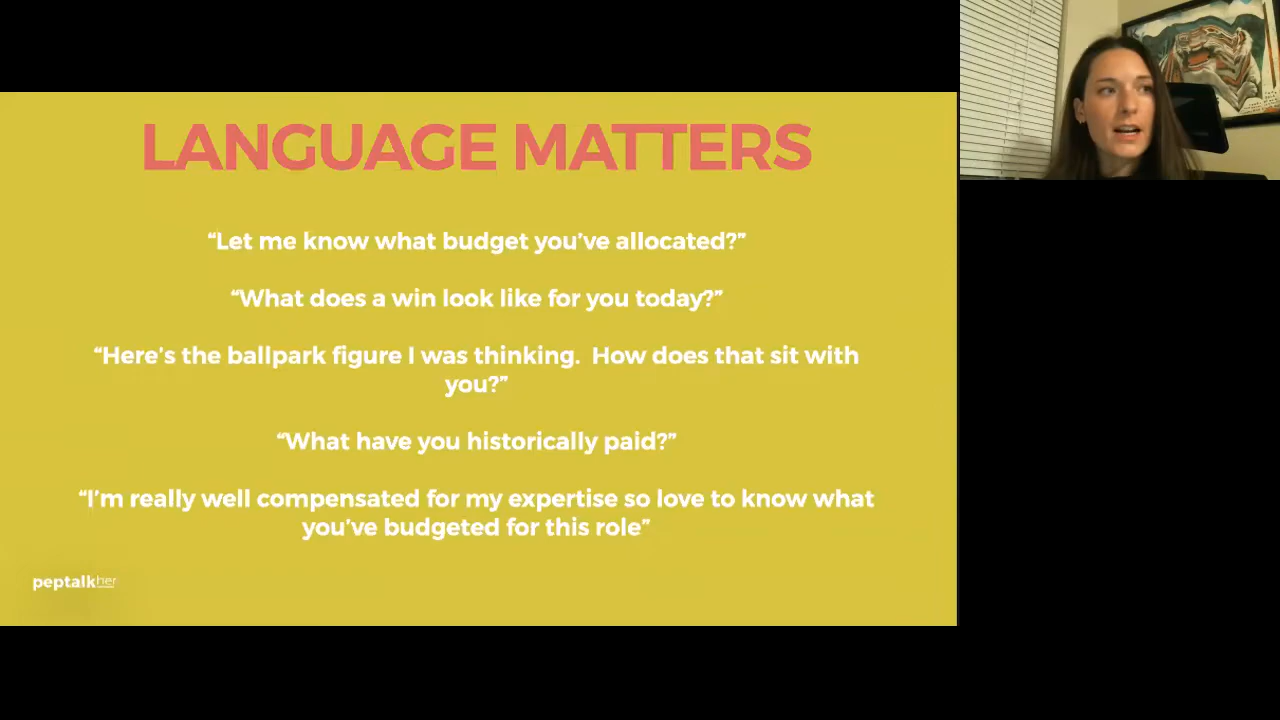 LANGUAGE MATTERS
“Let me know what budget you’ve allocated?”
“What does a win look like for you today?”
“Here’s the ballpark figure I was thinking.  How does that sit with
you?”
“What have you historically paid?”
“I’m really well compensated for my expertise so love to know what
you’ve budgeted for this role”
peptalkher